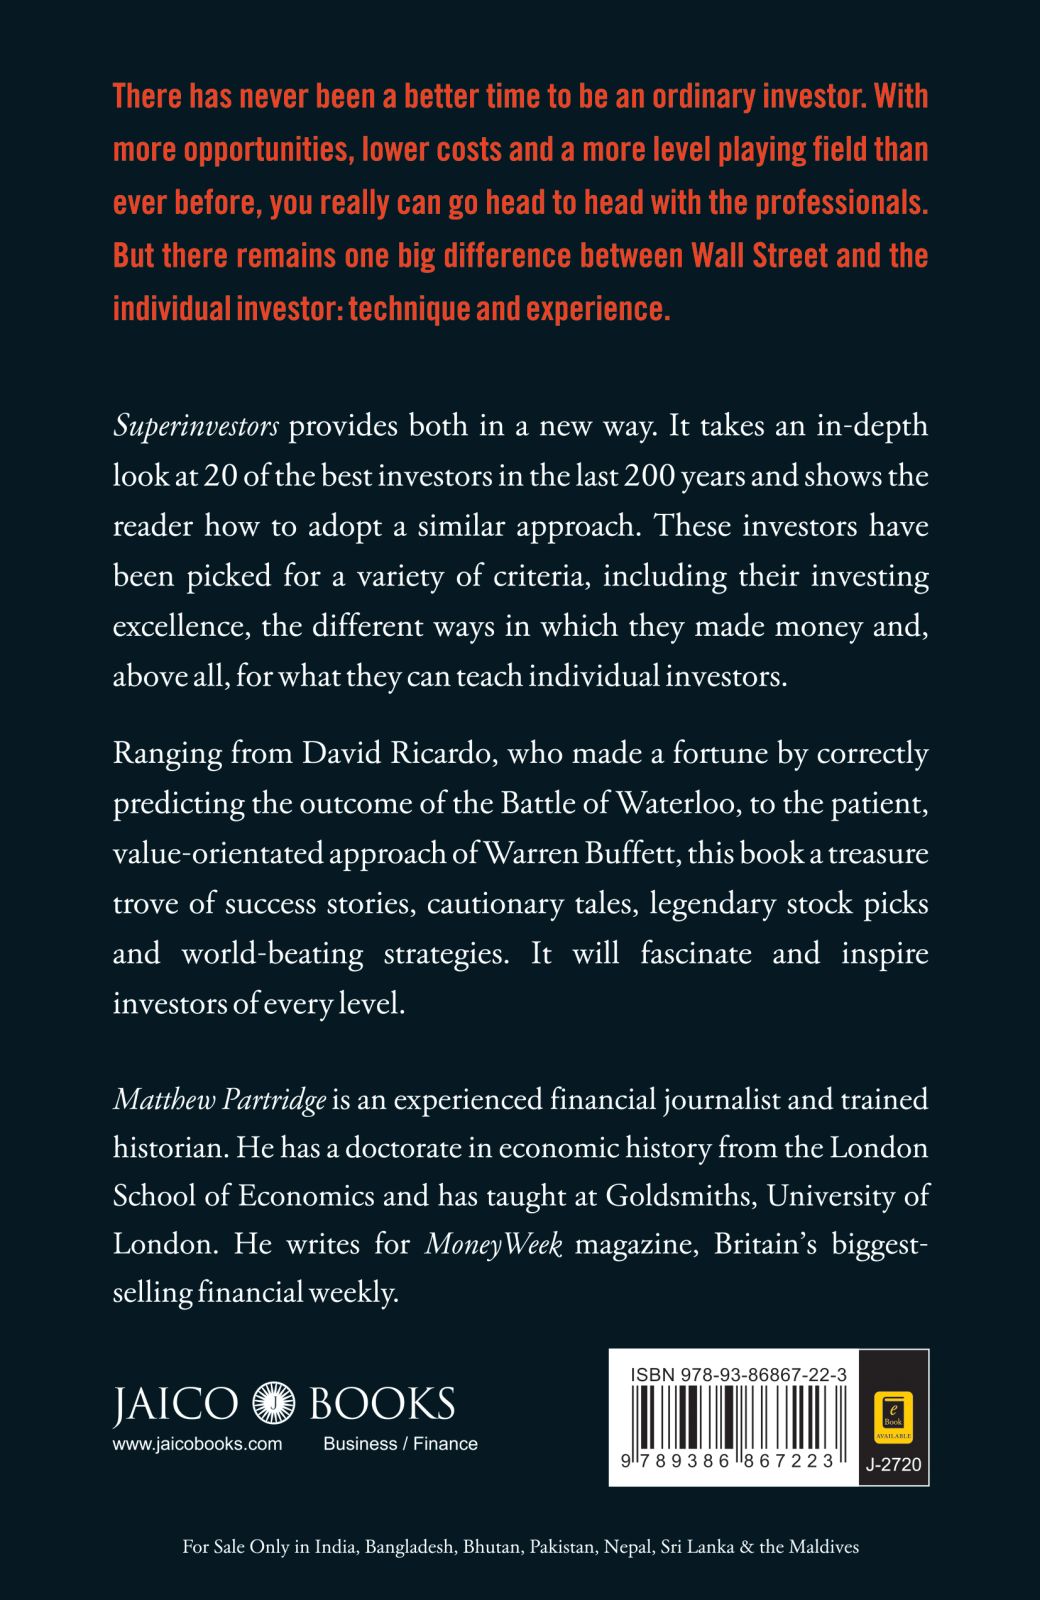 There has never been a better time to be an ordinary investor. With
more opportunities, lower costs and a more level playing field than
ever before, you really can go head to head with the professionals.
But there remains one big difference between Wall Street and the
individual investor: technique and experience.
Superinvestors provides both in a new way. It takes an in-depth
look at 20 of the best investors in the last 200 years and shows the
reader how to adopt a similar approach. These investors have
been picked for a variety of criteria, including their investing
excellence, the different ways in which they made money and,
above all, for what they can teach individual investors.
Ranging from David Ricardo, who made a fortune by correctly
predicting the outcome of the Battle of Waterloo, to the patient,
value-orientated approach of Warren Buffett, this book a treasure
trove of success stories, cautionary tales, legendary stock picks
and world-beating strategies. It will fascinate and inspire
investors of every level.
Matthew Partridge is an experienced financial journalist and trained
historian. He has a doctorate in economic history from the London
School of Economics and has taught at Goldsmiths, University of
London. He writes for MoneyWeek magazine, Britain's biggest-
selling financial weekly.
JAICO J BOOKS
www.jaicobooks.com Business / Finance
ISBN 978-93-86867-22-3
9 789386 867223
e
Book
AVAILABLE
J-2720
For Sale Only in India, Bangladesh, Bhutan, Pakistan, Nepal, Sri Lanka & the Maldives